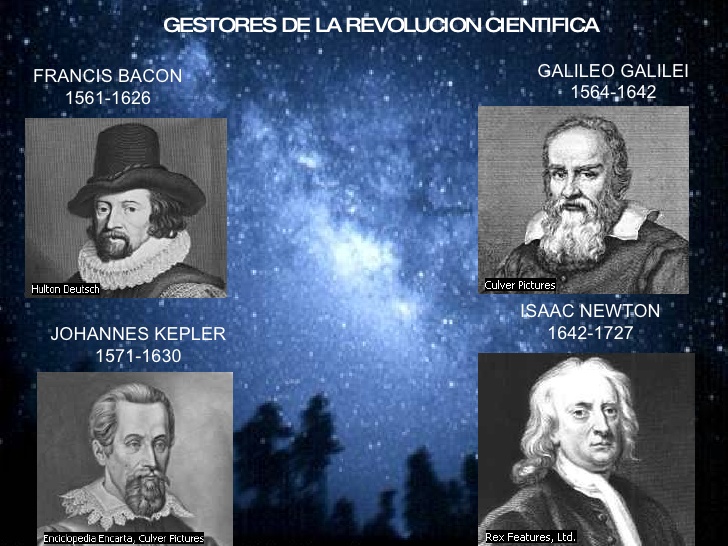 GESTORES DE LA REVOLUCION CIENTIFICA
FRANCIS BACON
1561-1626
Hulton Deutsch
GALILEO GALILEI
1564-1642
Culver Pictures
JOHANNES KEPLER
1571-1630
Enciclopedia Encarta, Culver Pictures
ISAAC NEWTON
1642-1727
Rex Features, Ltd.